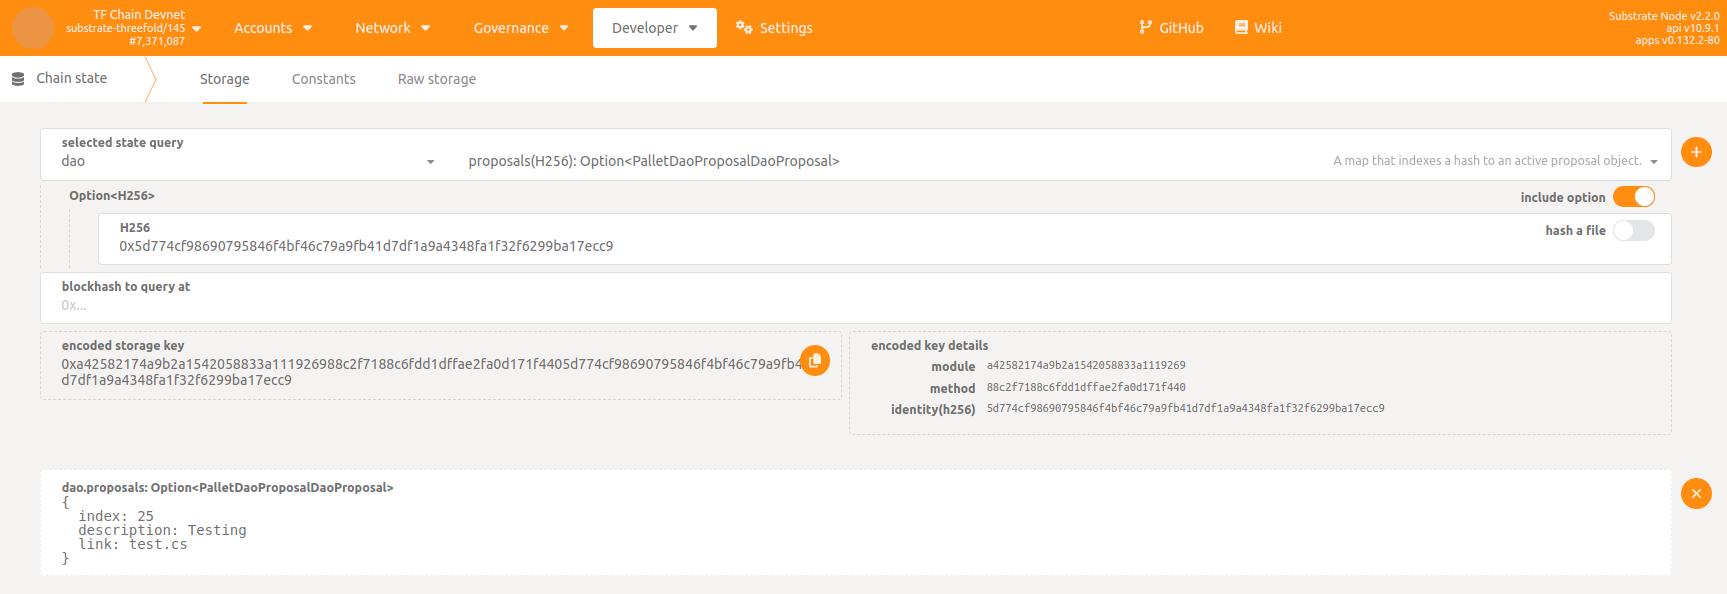 TF Chain Devnet
substrate-threefold/145
#7,371,087
Accounts
Network
Governance
Developer
Settings
GitHub
Wiki
Substrate Node v2.2.0
api v10.9.1
apps v0.132.2-80
Chain state
Storage
Constants
Raw storage
selected state query
dao
proposals(H256): Option<PalletDaoProposalDaoProposal>
A map that indexes a hash to an active proposal object.
Option<H256>
include option
H256
0x5d774cf98690795846f4bf46c79a9fb41d7df1a9a4348fa1f32f6299ba17ecc9
hash a file
blockhash to query at
0x...
encoded storage key
0xa42582174a9b2a1542058833a111926988c2f7188c6fdd1dffae2fa0d171f4405d774cf98690795846f4bf46c79a9fb4
d7df1a9a4348fa1f32f6299ba17ecc9
encoded key details
module a42582174a9b2a1542058833a1119269
method 88c2f7188c6fdd1dffae2fa0d171f440
identity(h256) 5d774cf98690795846f4bf46c79a9fb41d7df1a9a4348fa1f32f6299ba17ecc9
dao.proposals: Option<PalletDaoProposalDaoProposal>
{
index: 25
description: Testing
link: test.cs
}